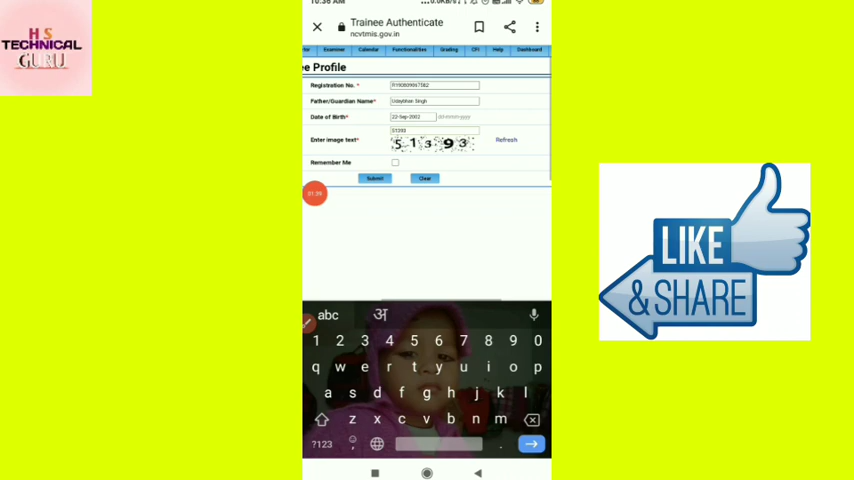 H S
TECHNICAL
GURU
10:36 AM
Trainee Authenticate
ncvtmis.gov.in
Examiner Calendar Functionalities Grading CFI Help Dashboard
e Profile
Registration No. *
Father/Guardian Name* Udaybhan Singh
Date of Birth* 22-Sep-2002 dd-mmm-yyyy
51393
Enter image text* 5 1 3 9 3 Refresh
Remember Me
Submit Clear
01:39
LIKE
& SHARE
abc अ
1 2 3 4 5 6 7 8 9 0
q w e r t y u i o p
a s d f g h j k l
z x c v b n m
?123 , .